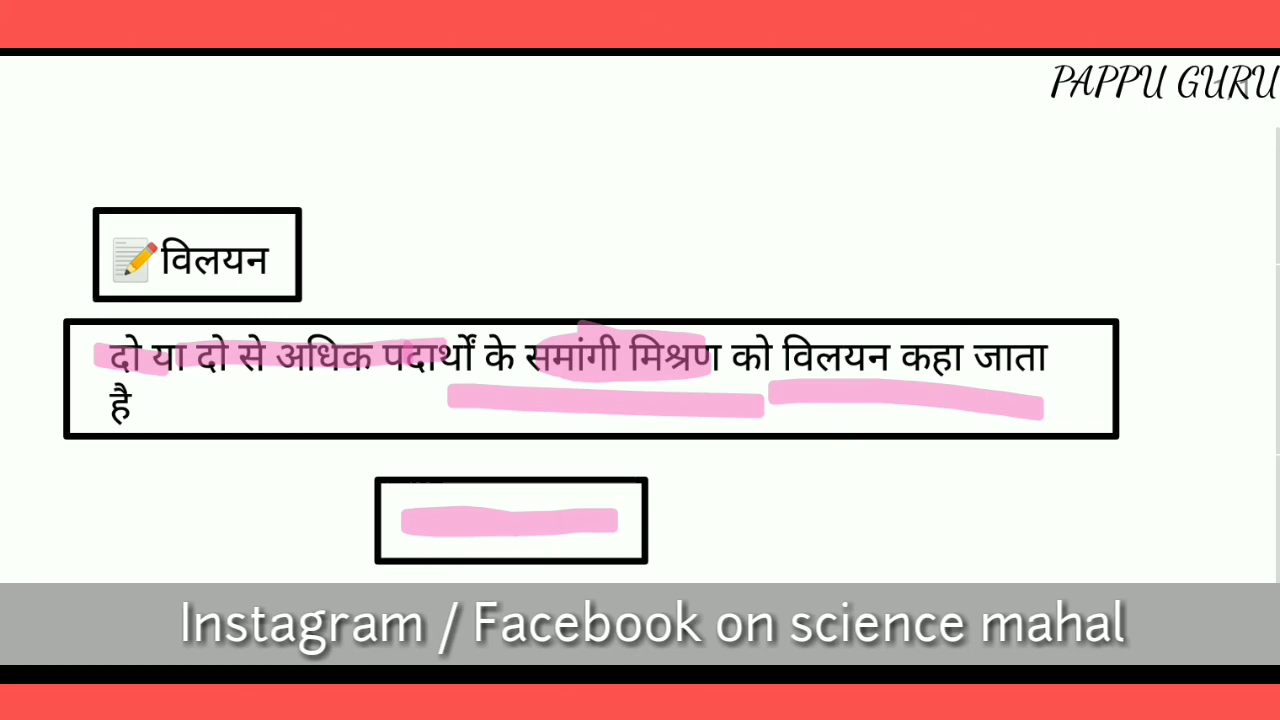 PAPPU GURU
📝विलयन
दो या दो से अधिक पदार्थों के समांगी मिश्रण को विलयन कहा जाता
है
Instagram / Facebook on science mahal